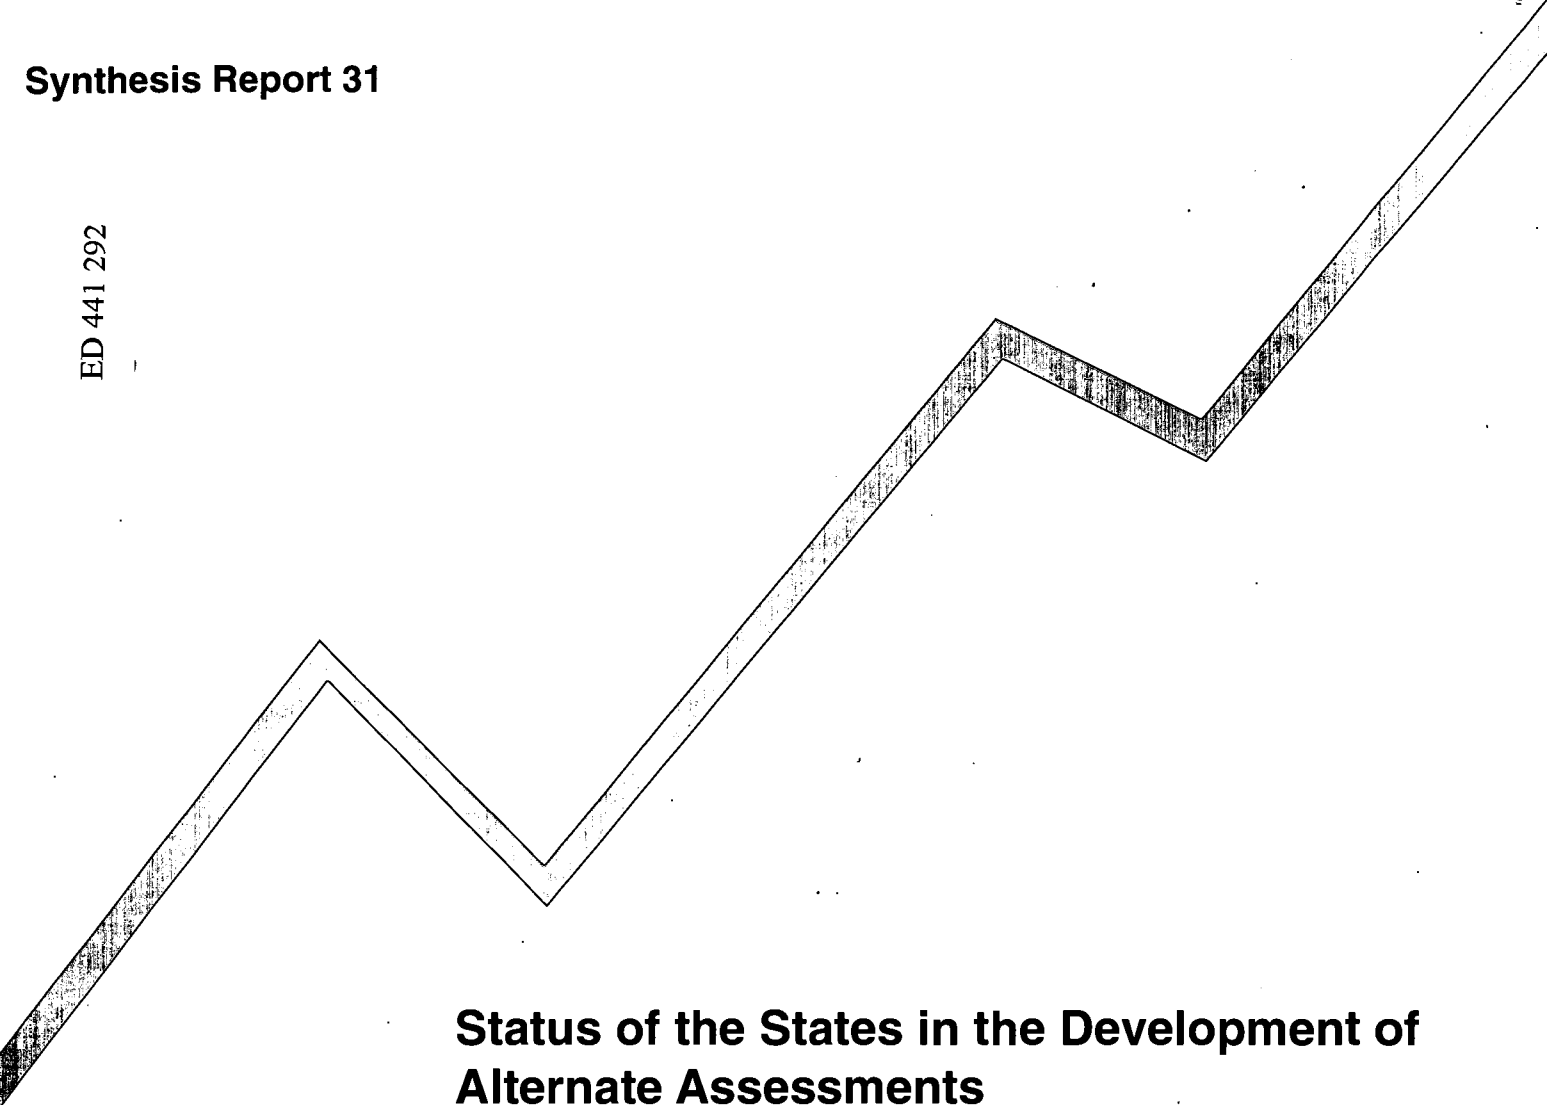 Synthesis Report 31
ED 441 292
Status of the States in the Development of
Alternate Assessments